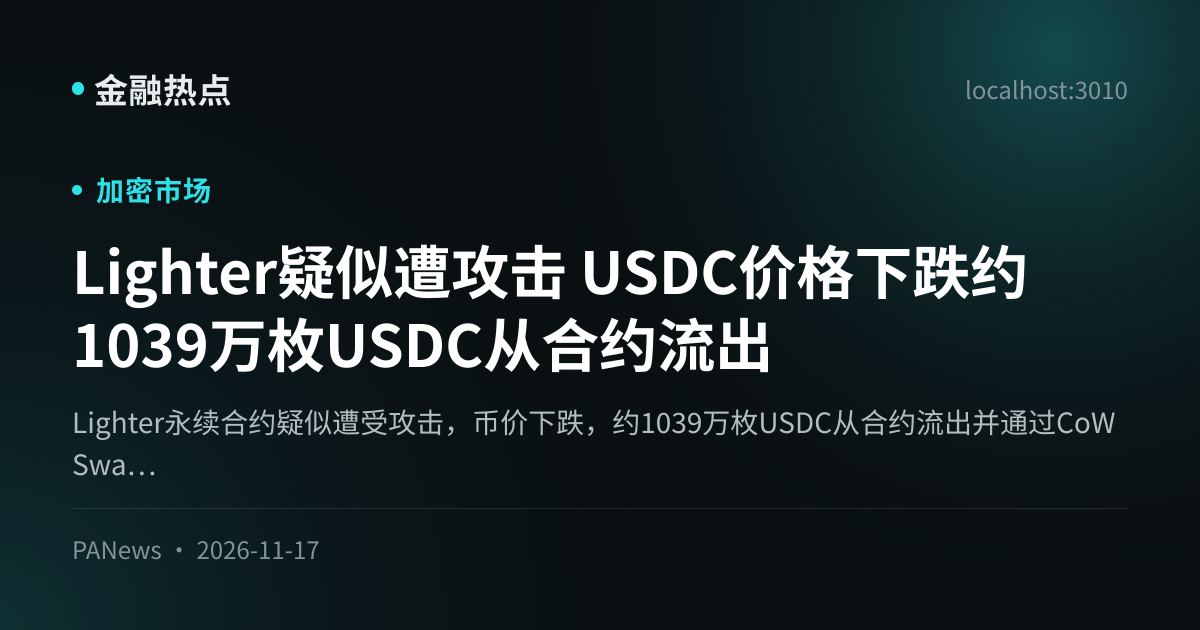 金融热点
localhost:3010
加密市场
Lighter疑似遭攻击 USDC价格下跌约
1039万枚USDC从合约流出
Lighter永续合约疑似遭受攻击，币价下跌，约1039万枚USDC从合约流出并通过CoW
Swa…
PANews • 2026-11-17